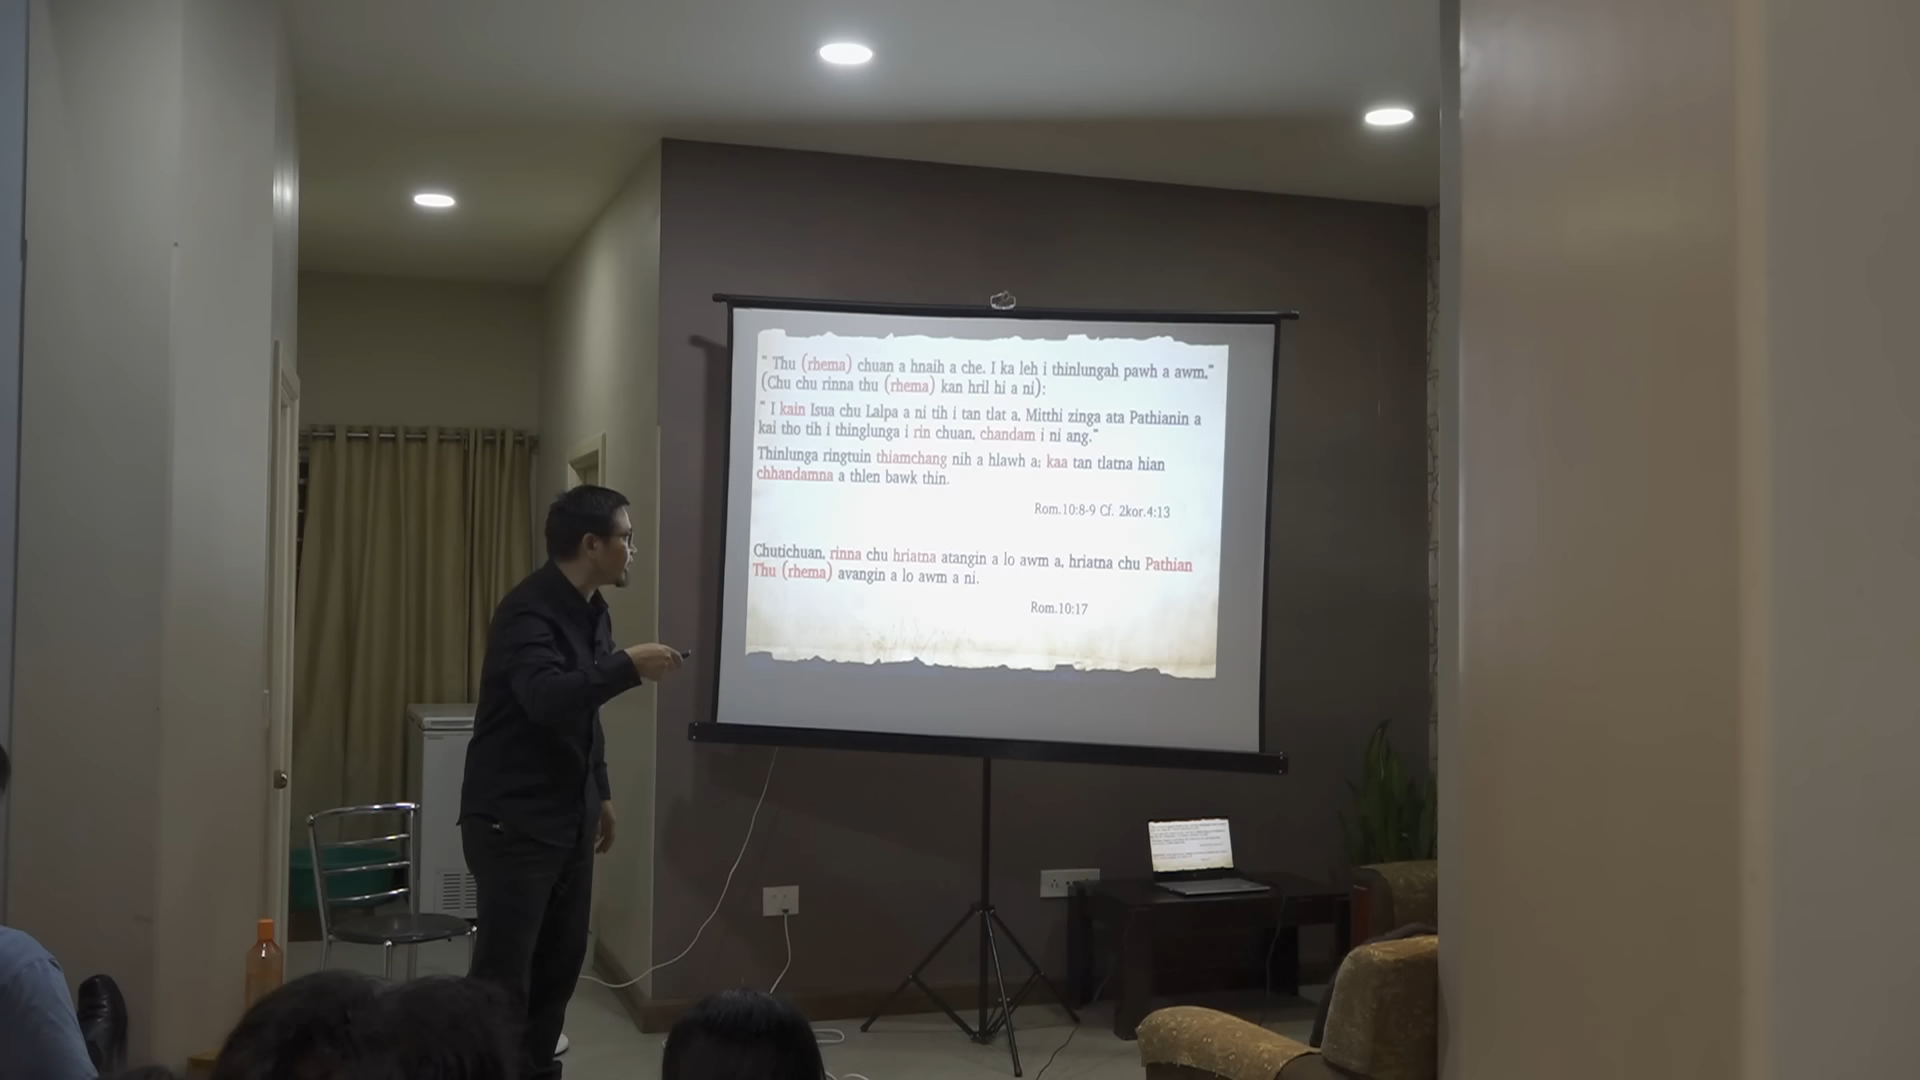 " Thu (rhema) chuan a hnaih a che. I ka leh i thinlungah pawh a awm."
(Chu chu rinna thu (rhema) kan hril hi a ni):
" I kain Isua chu Lalpa a ni tih i tan tlat a, Mitthi zinga ata Pathianin a
kai tho tih i thinglunga i rin chuan, chandam i ni ang."
Thinlunga ringtuin thiamchang nih a hlawh a; kaa tan tlatna hian
chhandamna a thlen bawk thin.
Rom.10:8-9 Cf. 2kor.4:13
Chutichuan, rinna chu hriatna atangin a lo awm a, hriatna chu Pathian
Thu (rhema) avangin a lo awm a ni.
Rom.10:17